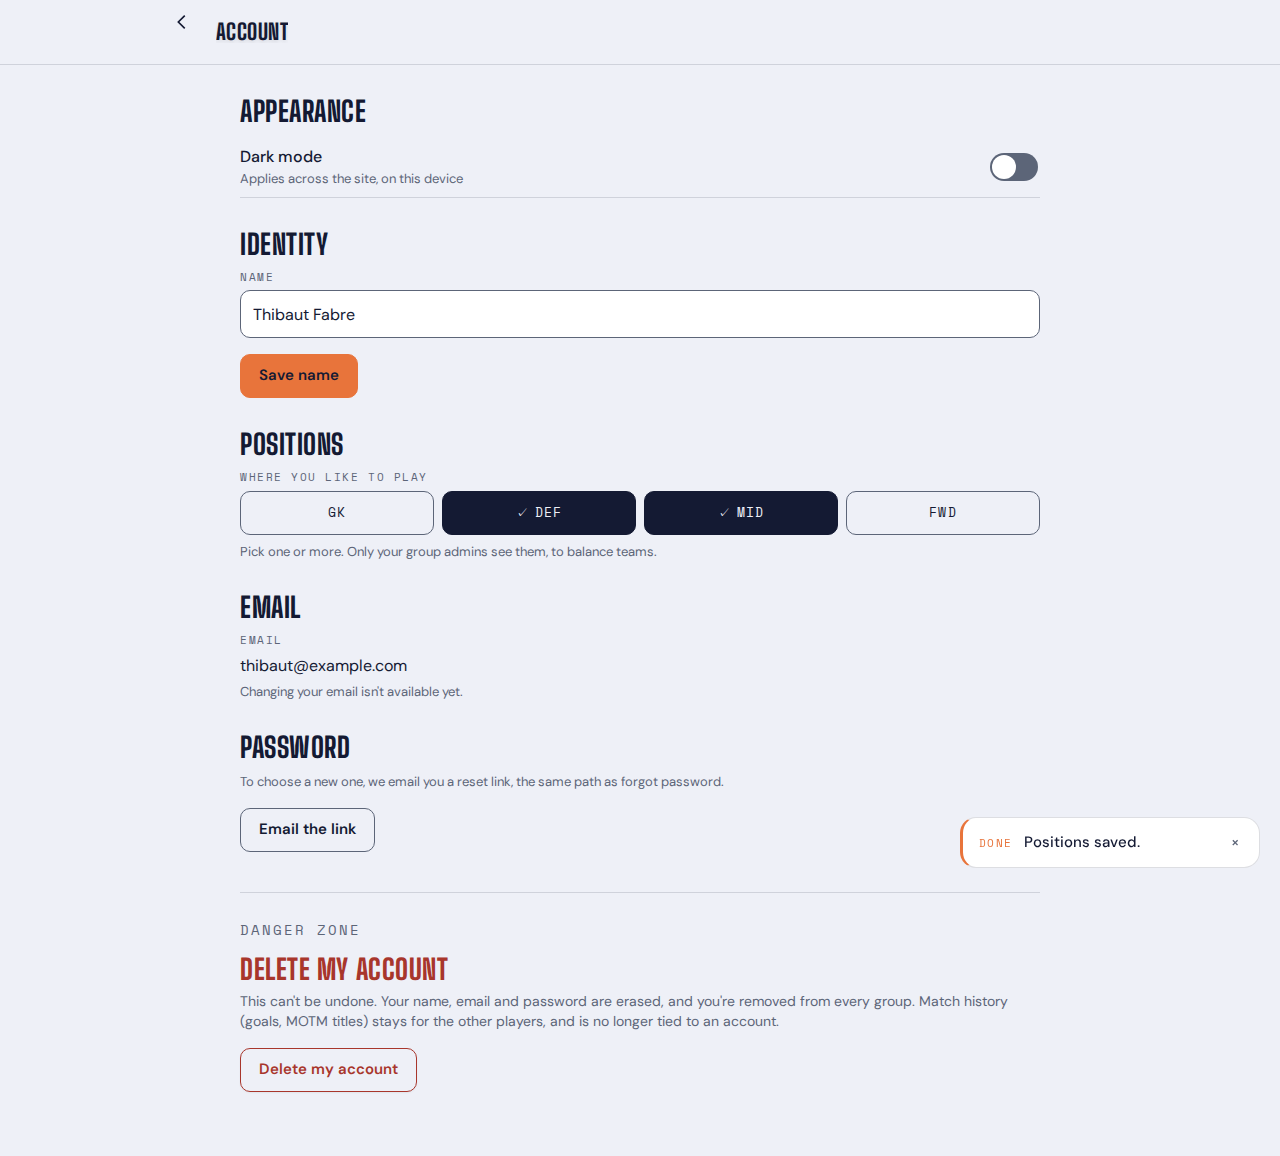 ACCOUNT
APPEARANCE
Dark mode
Applies across the site, on this device
IDENTITY
NAME
Thibaut Fabre
Save name
POSITIONS
WHERE YOU LIKE TO PLAY
GK
✓ DEF
✓ MID
FWD
Pick one or more. Only your group admins see them, to balance teams.
EMAIL
EMAIL
thibaut@example.com
Changing your email isn't available yet.
PASSWORD
To choose a new one, we email you a reset link, the same path as forgot password.
Email the link
DONE Positions saved. ×
DANGER ZONE
DELETE MY ACCOUNT
This can't be undone. Your name, email and password are erased, and you're removed from every group. Match history
(goals, MOTM titles) stays for the other players, and is no longer tied to an account.
Delete my account